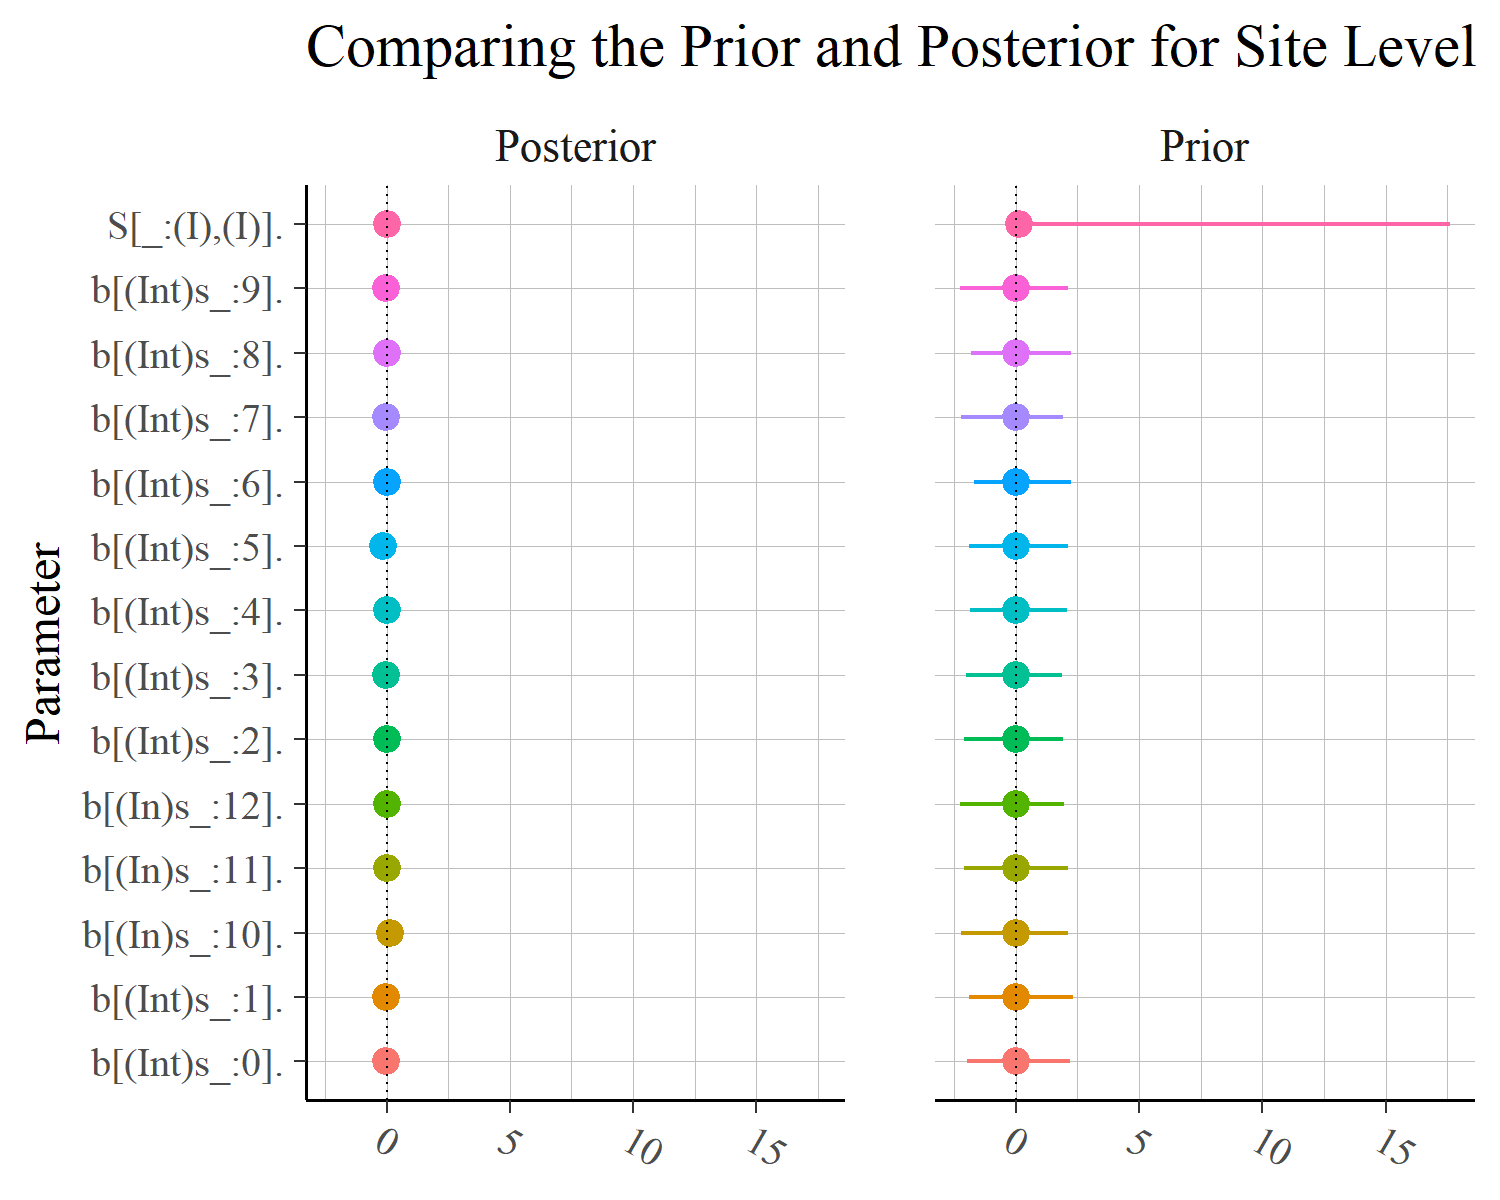 Comparing the Prior and Posterior for Site Level
Posterior
Prior
Parameter
S[_:(I),(I)].
b[(Int)s_:9].
b[(Int)s_:8].
b[(Int)s_:7].
b[(Int)s_:6].
b[(Int)s_:5].
b[(Int)s_:4].
b[(Int)s_:3].
b[(Int)s_:2].
b[(In)s_:12].
b[(In)s_:11].
b[(In)s_:10].
b[(Int)s_:1].
b[(Int)s_:0].
0 5 10 15
0 5 10 15